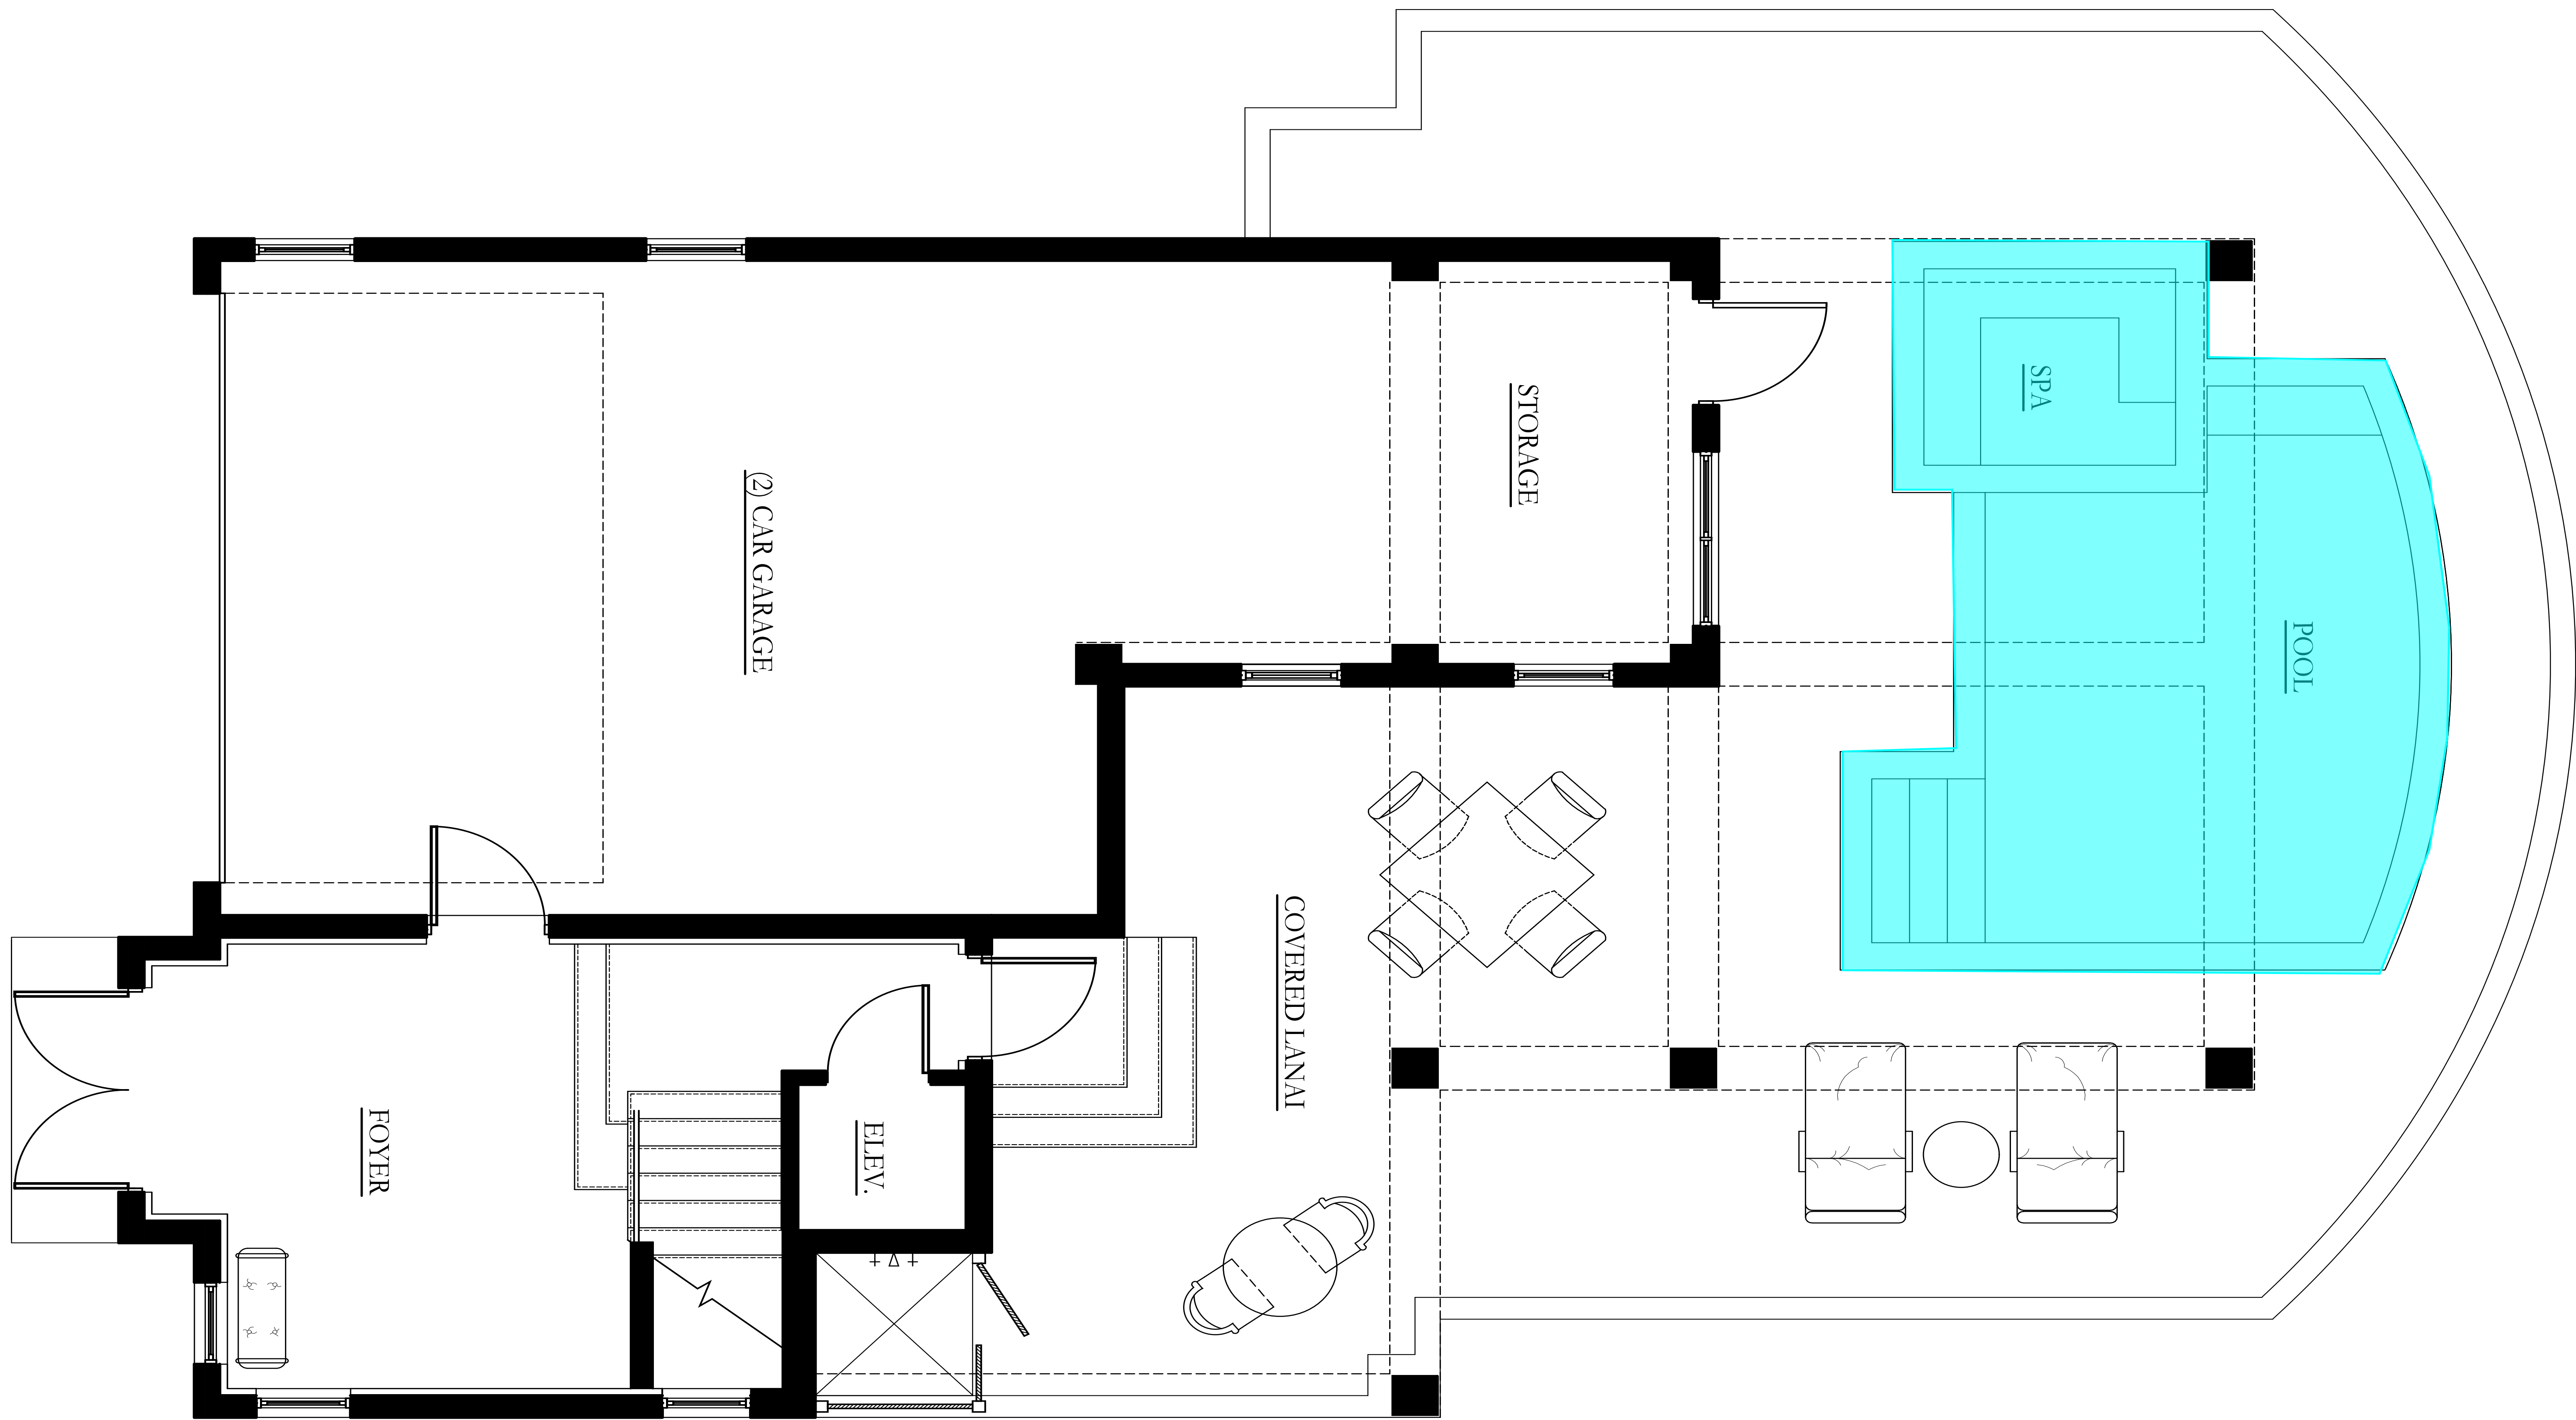 SPA
POOL
STORAGE
(2) CAR GARAGE
COVERED LANAI
ELEV.
FOYER